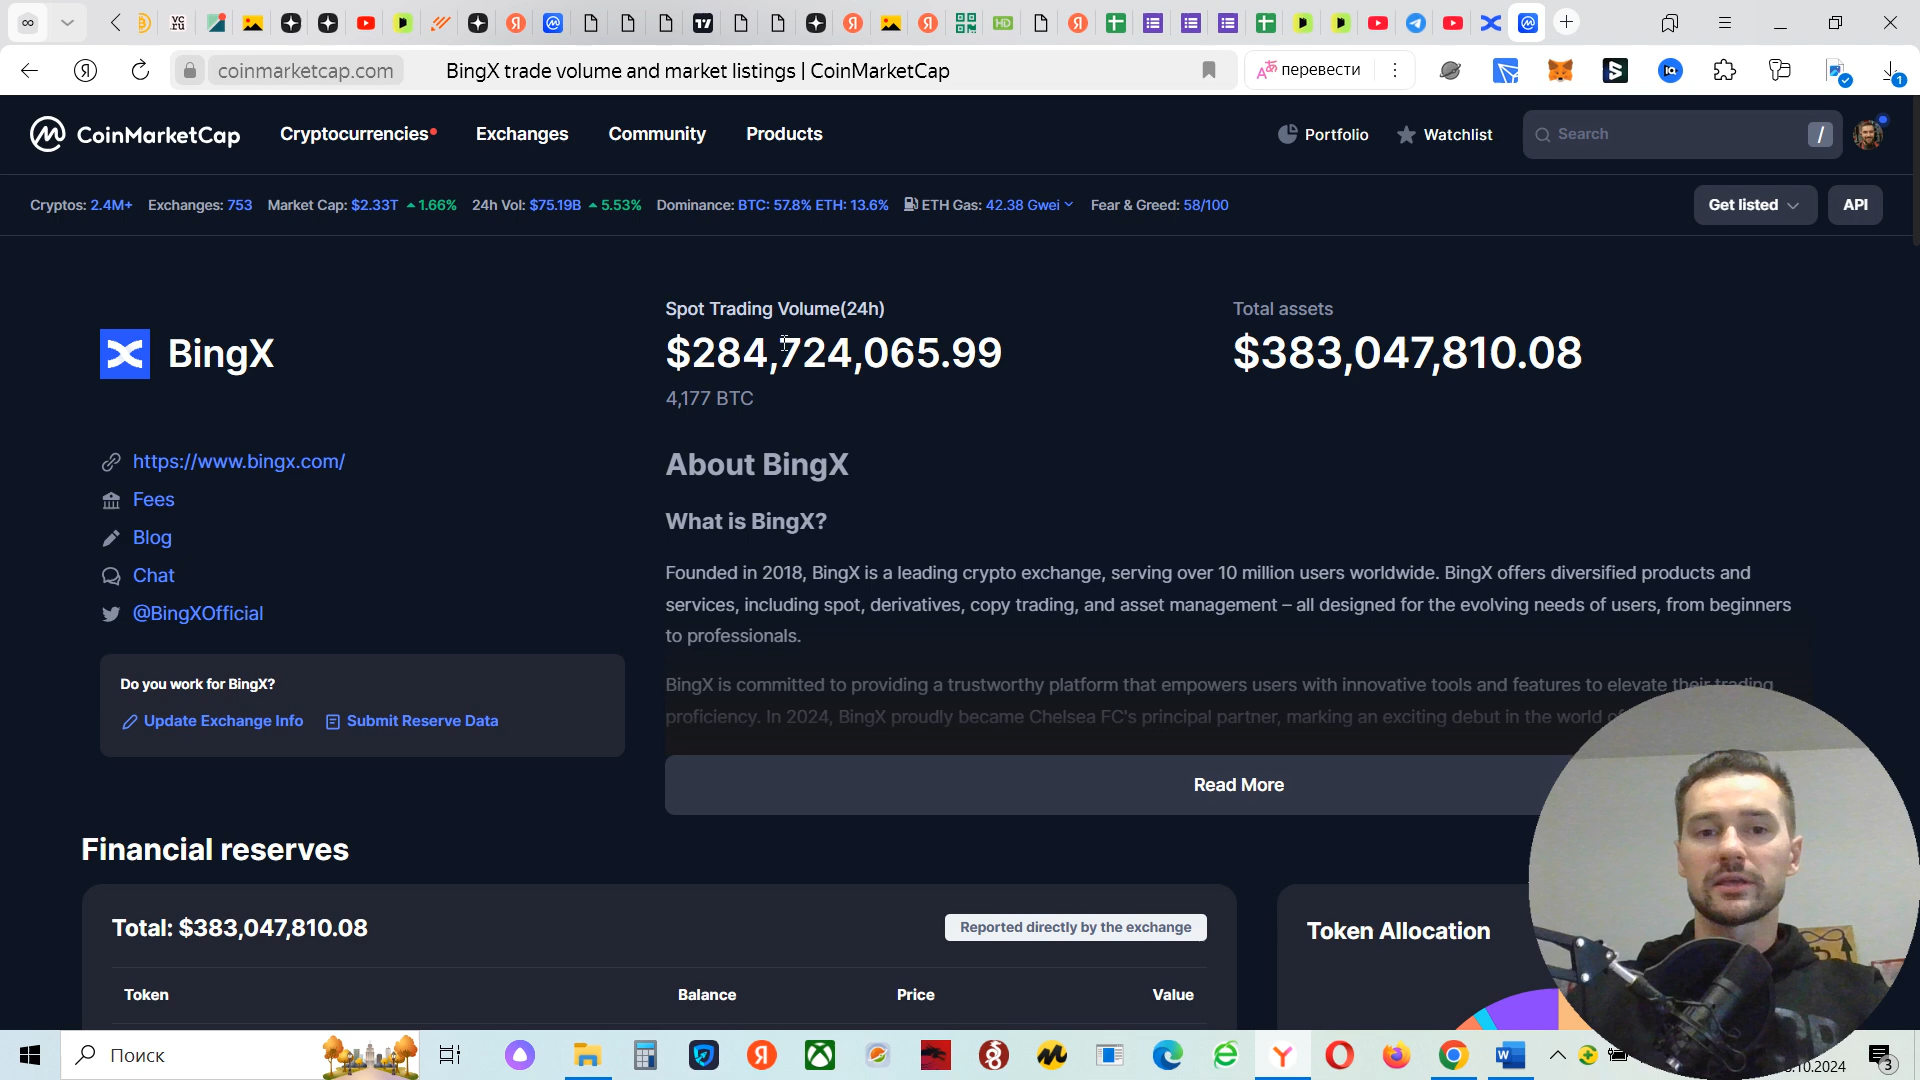 coinmarketcap.com
BingX trade volume and market listings | CoinMarketCap
перевести
1
CoinMarketCap
Cryptocurrencies
Exchanges
Community
Products
Portfolio
Watchlist
Search
/
Cryptos: 2.4M+
Exchanges: 753
Market Cap: $2.33T 1.66%
24h Vol: $75.19B 5.53%
Dominance: BTC: 57.8% ETH: 13.6%
ETH Gas: 42.38 Gwei
Fear & Greed: 58/100
Get listed
API
BingX
Spot Trading Volume(24h)
$284,724,065.99
4,177 BTC
Total assets
$383,047,810.08
https://www.bingx.com/
Fees
Blog
Chat
@BingXOfficial
Do you work for BingX?
Update Exchange Info
Submit Reserve Data
About BingX
What is BingX?
Founded in 2018, BingX is a leading crypto exchange, serving over 10 million users worldwide. BingX offers diversified products and
services, including spot, derivatives, copy trading, and asset management – all designed for the evolving needs of users, from beginners
to professionals.
BingX is committed to providing a trustworthy platform that empowers users with innovative tools and features to elevate their trading
proficiency. In 2024, BingX proudly became Chelsea FC's principal partner, marking an exciting debut in the world of
Read More
Financial reserves
Total: $383,047,810.08
Reported directly by the exchange
Token
Balance
Price
Value
Token Allocation
Поиск
.10.2024
3